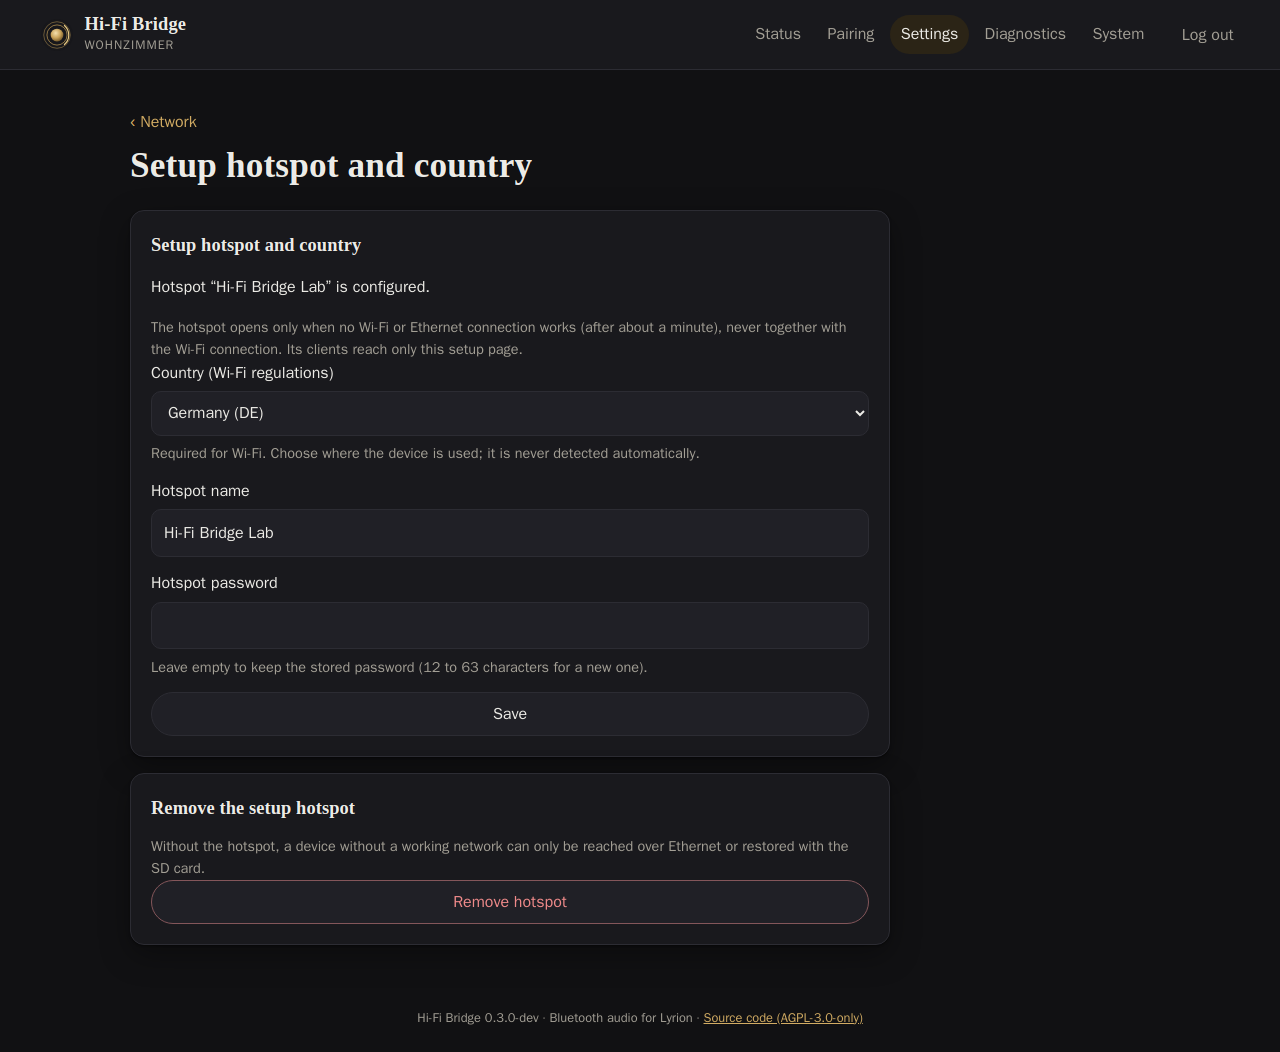 Hi-Fi Bridge
WOHNZIMMER
Status
Pairing
Settings
Diagnostics
System
Log out
‹ Network
Setup hotspot and country
Setup hotspot and country
Hotspot “Hi-Fi Bridge Lab” is configured.
The hotspot opens only when no Wi-Fi or Ethernet connection works (after about a minute), never together with
the Wi-Fi connection. Its clients reach only this setup page.
Country (Wi-Fi regulations)
Germany (DE)
Required for Wi-Fi. Choose where the device is used; it is never detected automatically.
Hotspot name
Hi-Fi Bridge Lab
Hotspot password
Leave empty to keep the stored password (12 to 63 characters for a new one).
Save
Remove the setup hotspot
Without the hotspot, a device without a working network can only be reached over Ethernet or restored with the
SD card.
Remove hotspot
Hi-Fi Bridge 0.3.0-dev · Bluetooth audio for Lyrion · Source code (AGPL-3.0-only)